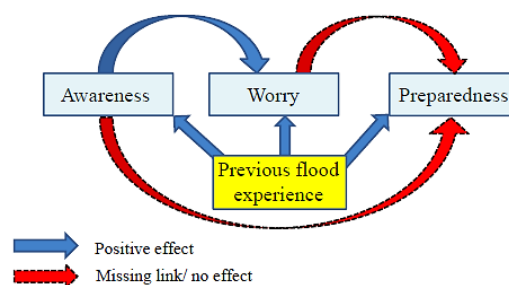 Awareness
Worry
Preparedness
Previous flood
experience
Positive effect
Missing link/ no effect